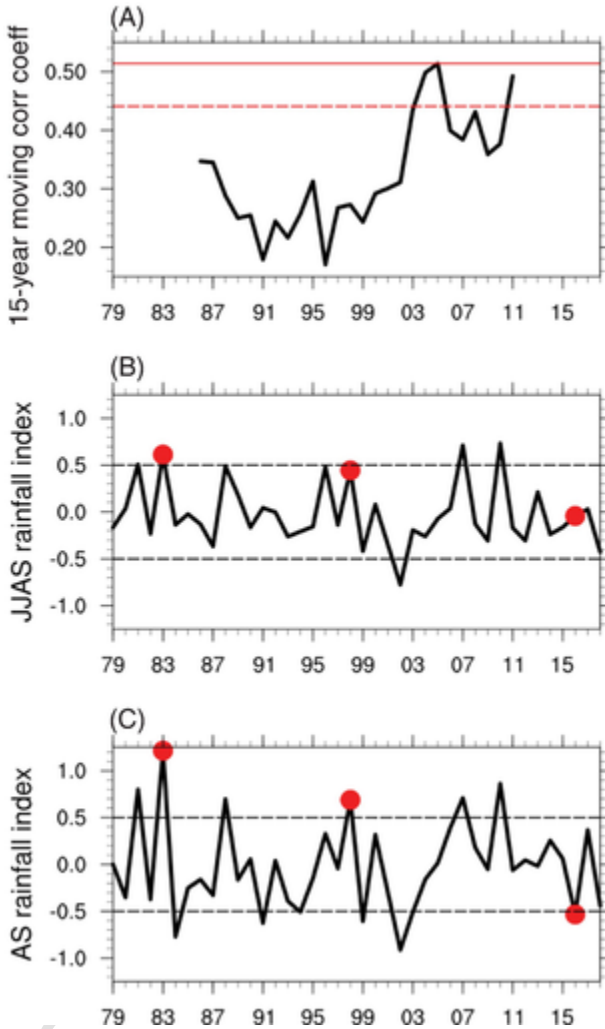 (A)
15-year moving corr coeff
0.50
0.40
0.30
0.20
79 83 87 91 95 99 03 07 11 15
(B)
JJAS rainfall index
1.0
0.5
0.0
-0.5
-1.0
79 83 87 91 95 99 03 07 11 15
(C)
AS rainfall index
1.0
0.5
0.0
-0.5
-1.0
79 83 87 91 95 99 03 07 11 15